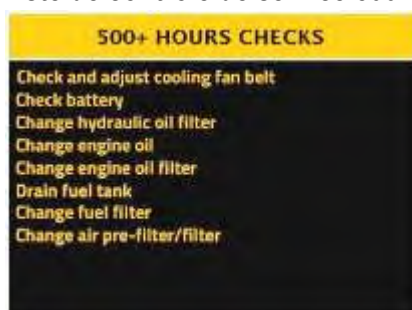 500+ HOURS CHECKS
Check and adjust cooling fan belt
Check battery
Change hydraulic oil filter
Change engine oil
Change engine oil filter
Drain fuel tank
Change fuel filter
Change air pre-filter/filter